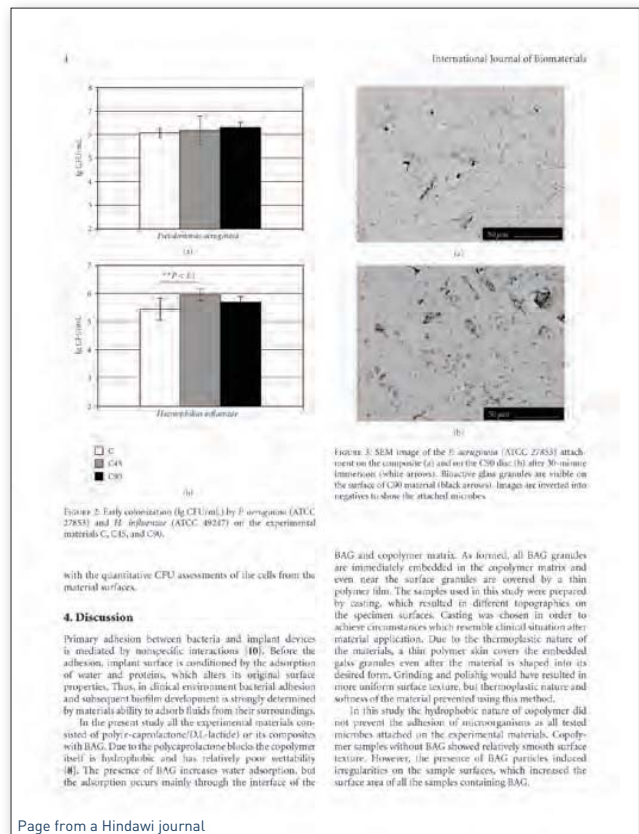 4
International Journal of Biomaterials
8
7
6
5
4
3
2
lg CFU/mL
Pseudomonas aeruginosa
(a)
7
6
5
4
3
2
lg CFU/mL
Haemophilus influenzae
C
C45
C90
(b)
Figure 2: Early colonization (lg CFU/mL) by P. aeruginosa (ATCC
27853) and H. influenzae (ATCC 49247) on the experimental
materials C, C45, and C90.
with the quantitative CFU assessments of the cells from the
material surfaces.
4. Discussion
Primary adhesion between bacteria and implant devices
is mediated by nonspecific interactions [10]. Before the
adhesion, implant surface is conditioned by the adsorption
of water and proteins, which alters its original surface
properties. Thus, in clinical environment bacterial adhesion
and subsequent biofilm development is strongly determined
by materials ability to adsorb fluids from their surroundings.
In the present study all the experimental materials con-
sisted of poly(ε-caprolactone/DL-lactide) or its composites
with BAG. Due to the polycaprolactone blocks the copolymer
itself is hydrophobic and has relatively poor wettability
[8]. The presence of BAG increases water adsorption, but
the adsorption occurs mainly through the interface of the
50 μm
(a)
50 μm
(b)
Figure 3: SEM image of the P. aeruginosa (ATCC 27853) attach-
ment on the composite (a) and on the C90 disc (b) after 30-minute
immersion (white arrows). Bioactive glass granules are visible on
the surface of C90 material (black arrows). Images are inverted into
negatives to show the attached microbes.
BAG and copolymer matrix. As formed, all BAG granules
are immediately embedded in the copolymer matrix and
even near the surface granules are covered by a thin
polymer film. The samples used in this study were prepared
by casting, which resulted in different topographies on
the specimen surfaces. Casting was chosen in order to
achieve circumstances which resemble clinical situation after
material application. Due to the thermoplastic nature of
the materials, a thin polymer skin covers the embedded
galss granules even after the material is shaped into its
desired form. Grinding and polishig would have resulted in
more uniform surface texture, but thermoplastic nature and
softness of the material prevented using this method.
In this study the hydrophobic nature of copolymer did
not prevent the adhesion of microorganisms as all tested
microbes attached on the experimental materials. Copoly-
mer samples without BAG showed relatively smooth surface
texture. However, the presence of BAG particles induced
irregularities on the sample surfaces, which increased the
surface area of all the samples containing BAG.
Page from a Hindawi journal